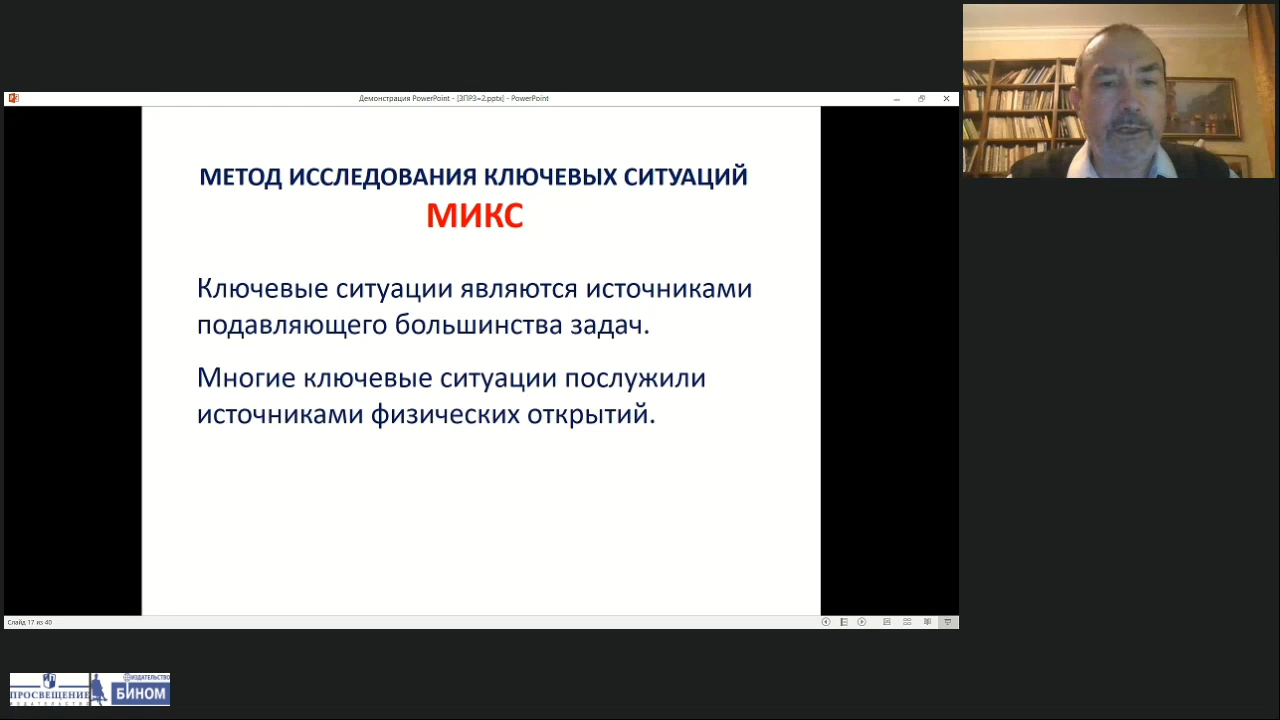 Демонстрация PowerPoint - [ЗПРЗ=2.pptx] - PowerPoint
МЕТОД ИССЛЕДОВАНИЯ КЛЮЧЕВЫХ СИТУАЦИЙ
МИКС
Ключевые ситуации являются источниками
подавляющего большинства задач.
Многие ключевые ситуации послужили
источниками физических открытий.
Слайд 17 из 40
ПРОСВЕЩЕНИЕ
ИЗДАТЕЛЬСТВО
ИЗДАТЕЛЬСТВО
БИНОМ